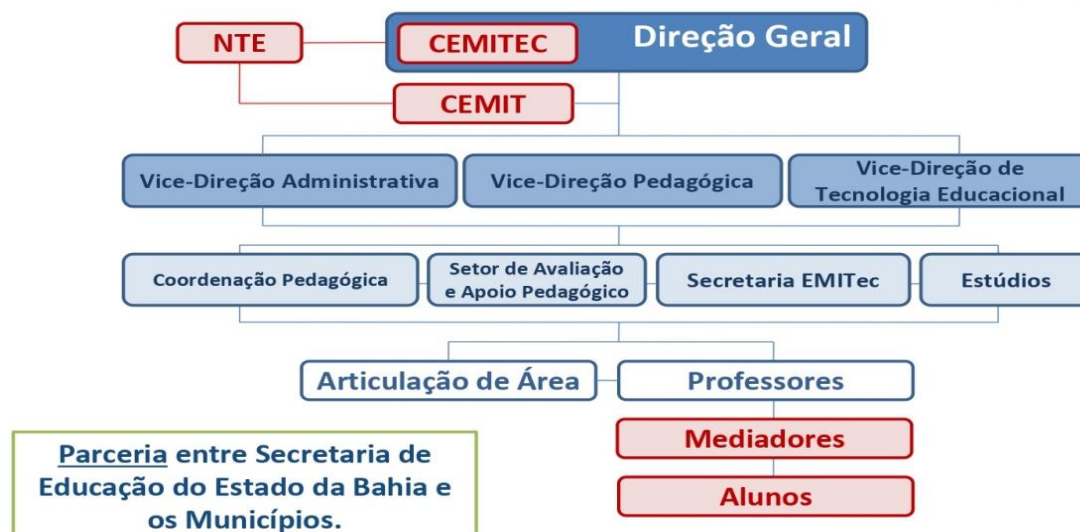 NTE
CEMITEC
Direção Geral
CEMIT
Vice-Direção Administrativa
Vice-Direção Pedagógica
Vice-Direção de
Tecnologia Educacional
Coordenação Pedagógica
Setor de Avaliação
e Apoio Pedagógico
Secretaria EMITec
Estúdios
Articulação de Área
Professores
Mediadores
Alunos
Parceria entre Secretaria de
Educação do Estado da Bahia e
os Municípios.